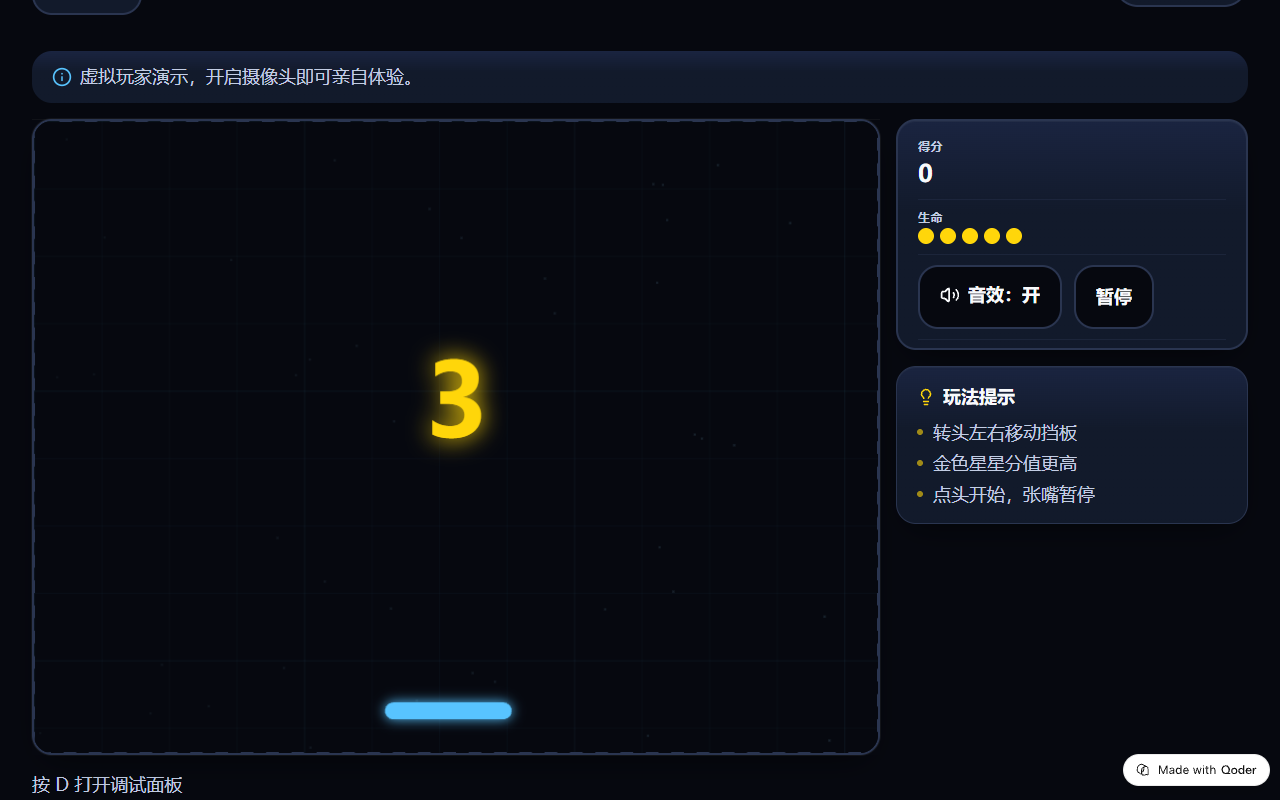 虚拟玩家演示，开启摄像头即可亲自体验。
3
得分
0
生命
音效：开
暂停
玩法提示
转头左右移动挡板
金色星星分值更高
点头开始，张嘴暂停
按 D 打开调试面板
Made with Qoder